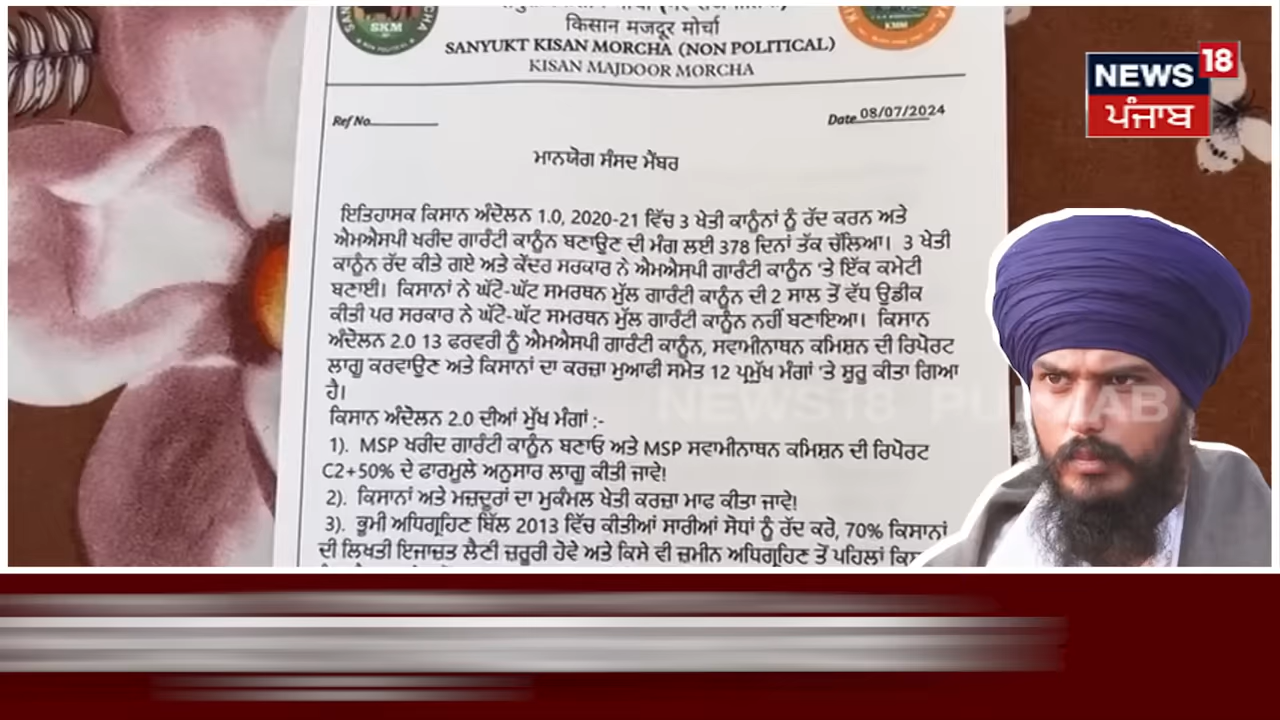 किसान मजदूर मोर्चा
SANYUKT KISAN MORCHA (NON POLITICAL)
KISAN MAJDOOR MORCHA
SKM
NON POLITICAL
KMM
NEWS 18
ਪੰਜਾਬ
Ref No.
Date 08/07/2024
ਮਾਨਯੋਗ ਸੰਸਦ ਮੈਂਬਰ
ਇਤਿਹਾਸਕ ਕਿਸਾਨ ਅੰਦੋਲਨ 1.0, 2020-21 ਵਿੱਚ 3 ਖੇਤੀ ਕਾਨੂੰਨਾਂ ਨੂੰ ਰੱਦ ਕਰਨ ਅਤੇ
ਐਮਐਸਪੀ ਖਰੀਦ ਗਾਰੰਟੀ ਕਾਨੂੰਨ ਬਣਾਉਣ ਦੀ ਮੰਗ ਲਈ 378 ਦਿਨਾਂ ਤੱਕ ਚੱਲਿਆ। 3 ਖੇਤੀ
ਕਾਨੂੰਨ ਰੱਦ ਕੀਤੇ ਗਏ ਅਤੇ ਕੇਂਦਰ ਸਰਕਾਰ ਨੇ ਐਮਐਸਪੀ ਗਾਰੰਟੀ ਕਾਨੂੰਨ 'ਤੇ ਇੱਕ ਕਮੇਟੀ
ਬਣਾਈ। ਕਿਸਾਨਾਂ ਨੇ ਘੱਟੋ-ਘੱਟ ਸਮਰਥਨ ਮੁੱਲ ਗਾਰੰਟੀ ਕਾਨੂੰਨ ਦੀ 2 ਸਾਲ ਤੋਂ ਵੱਧ ਉਡੀਕ
ਕੀਤੀ ਪਰ ਸਰਕਾਰ ਨੇ ਘੱਟੋ-ਘੱਟ ਸਮਰਥਨ ਮੁੱਲ ਗਾਰੰਟੀ ਕਾਨੂੰਨ ਨਹੀਂ ਬਣਾਇਆ। ਕਿਸਾਨ
ਅੰਦੋਲਨ 2.0 13 ਫਰਵਰੀ ਨੂੰ ਐਮਐਸਪੀ ਗਾਰੰਟੀ ਕਾਨੂੰਨ, ਸਵਾਮੀਨਾਥਨ ਕਮਿਸ਼ਨ ਦੀ ਰਿਪੋਰਟ
ਲਾਗੂ ਕਰਵਾਉਣ ਅਤੇ ਕਿਸਾਨਾਂ ਦਾ ਕਰਜ਼ਾ ਮੁਆਫੀ ਸਮੇਤ 12 ਪ੍ਰਮੁੱਖ ਮੰਗਾਂ 'ਤੇ ਸ਼ੁਰੂ ਕੀਤਾ ਗਿਆ
ਹੈ।
NEWS18 PUNJAB
ਕਿਸਾਨ ਅੰਦੋਲਨ 2.0 ਦੀਆਂ ਮੁੱਖ ਮੰਗਾਂ :-
1). MSP ਖਰੀਦ ਗਾਰੰਟੀ ਕਾਨੂੰਨ ਬਣਾਓ ਅਤੇ MSP ਸਵਾਮੀਨਾਥਨ ਕਮਿਸ਼ਨ ਦੀ ਰਿਪੋਰਟ
C2+50% ਦੇ ਫਾਰਮੂਲੇ ਅਨੁਸਾਰ ਲਾਗੂ ਕੀਤੀ ਜਾਵੇ!
2). ਕਿਸਾਨਾਂ ਅਤੇ ਮਜ਼ਦੂਰਾਂ ਦਾ ਮੁਕੰਮਲ ਖੇਤੀ ਕਰਜ਼ਾ ਮਾਫ ਕੀਤਾ ਜਾਵੇ!
3). ਭੂਮੀ ਅਧਿਗ੍ਰਹਿਣ ਬਿੱਲ 2013 ਵਿੱਚ ਕੀਤੀਆਂ ਸਾਰੀਆਂ ਸੋਧਾਂ ਨੂੰ ਰੱਦ ਕਰੋ, 70% ਕਿਸਾਨਾਂ
ਦੀ ਲਿਖਤੀ ਇਜਾਜ਼ਤ ਲੈਣੀ ਜ਼ਰੂਰੀ ਹੋਵੇ ਅਤੇ ਕਿਸੇ ਵੀ ਜ਼ਮੀਨ ਅਧਿਗ੍ਰਹਿਣ ਤੋਂ ਪਹਿਲਾਂ